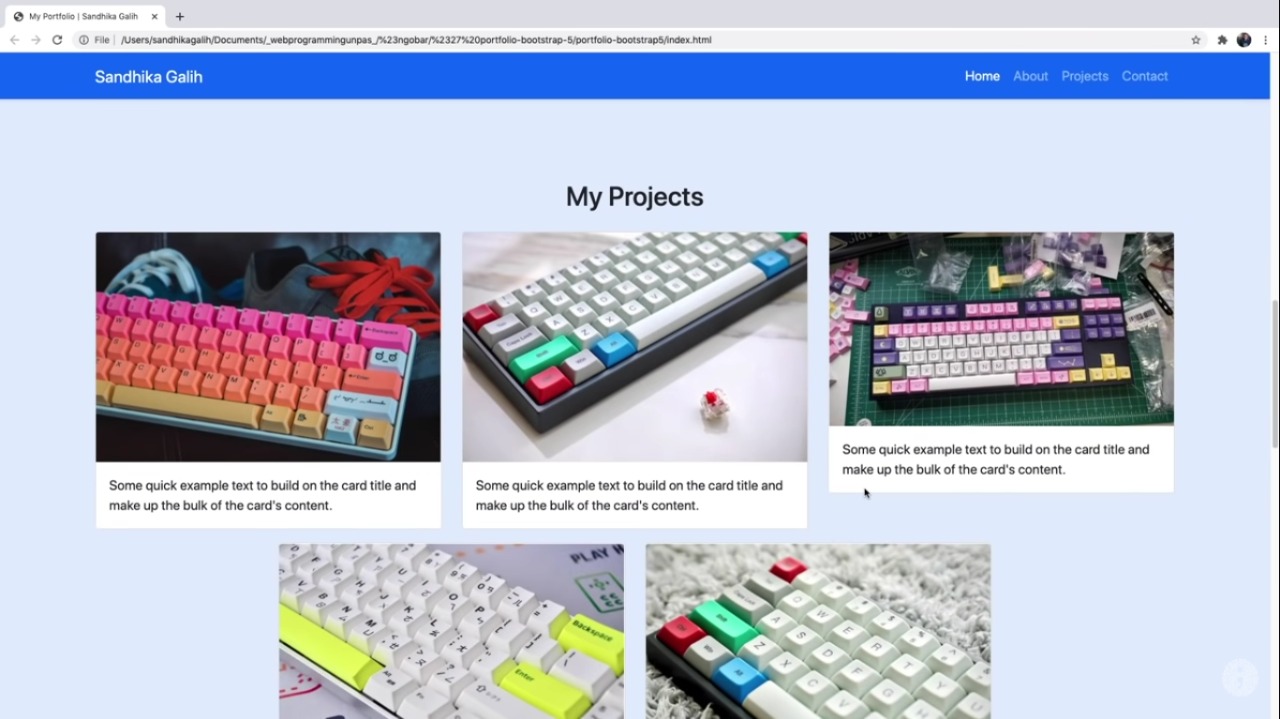 My Portfolio | Sandhika Galih
File /Users/sandhikagalih/Documents/_webprogrammingunpas_/%23ngobar/%2327%20portfolio-bootstrap-5/portfolio-bootstrap5/index.html
Sandhika Galih
Home About Projects Contact
My Projects
Some quick example text to build on the card title and
make up the bulk of the card's content.
Some quick example text to build on the card title and
make up the bulk of the card's content.
Some quick example text to build on the card title and
make up the bulk of the card's content.
PLAY
Backspace
Enter